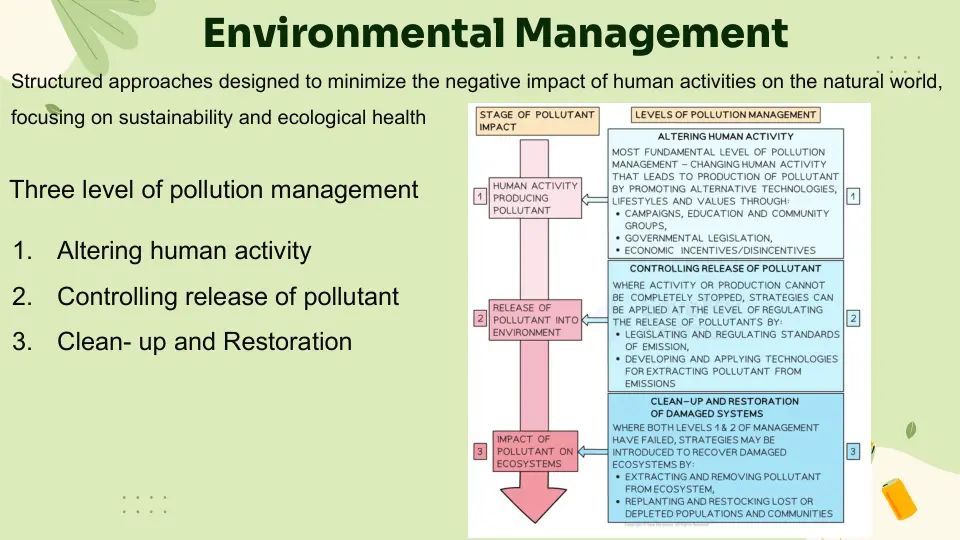 Environmental Management
Structured approaches designed to minimize the negative impact of human activities on the natural world,
focusing on sustainability and ecological health
Three level of pollution management
1. Altering human activity
2. Controlling release of pollutant
3. Clean- up and Restoration
STAGE OF POLLUTANT
IMPACT
1
HUMAN ACTIVITY
PRODUCING
POLLUTANT
2
RELEASE OF
POLLUTANT INTO
ENVIRONMENT
3
IMPACT OF
POLLUTANT ON
ECOSYSTEMS
LEVELS OF POLLUTION MANAGEMENT
ALTERING HUMAN ACTIVITY
MOST FUNDAMENTAL LEVEL OF POLLUTION
MANAGEMENT – CHANGING HUMAN ACTIVITY
THAT LEADS TO PRODUCTION OF POLLUTANT
BY PROMOTING ALTERNATIVE TECHNOLOGIES,
LIFESTYLES AND VALUES THROUGH:
• CAMPAIGNS, EDUCATION AND COMMUNITY
GROUPS,
• GOVERNMENTAL LEGISLATION,
• ECONOMIC INCENTIVES/DISINCENTIVES
1
CONTROLLING RELEASE OF POLLUTANT
WHERE ACTIVITY OR PRODUCTION CANNOT
BE COMPLETELY STOPPED, STRATEGIES CAN
BE APPLIED AT THE LEVEL OF REGULATING
THE RELEASE OF POLLUTANTS BY:
• LEGISLATING AND REGULATING STANDARDS
OF EMISSION,
• DEVELOPING AND APPLYING TECHNOLOGIES
FOR EXTRACTING POLLUTANT FROM
EMISSIONS
2
CLEAN–UP AND RESTORATION
OF DAMAGED SYSTEMS
WHERE BOTH LEVELS 1 & 2 OF MANAGEMENT
HAVE FAILED, STRATEGIES MAY BE
INTRODUCED TO RECOVER DAMAGED
ECOSYSTEMS BY:
• EXTRACTING AND REMOVING POLLUTANT
FROM ECOSYSTEM,
• REPLANTING AND RESTOCKING LOST OR
DEPLETED POPULATIONS AND COMMUNITIES
3
Copyright © Save My Exams. All Rights Reserved